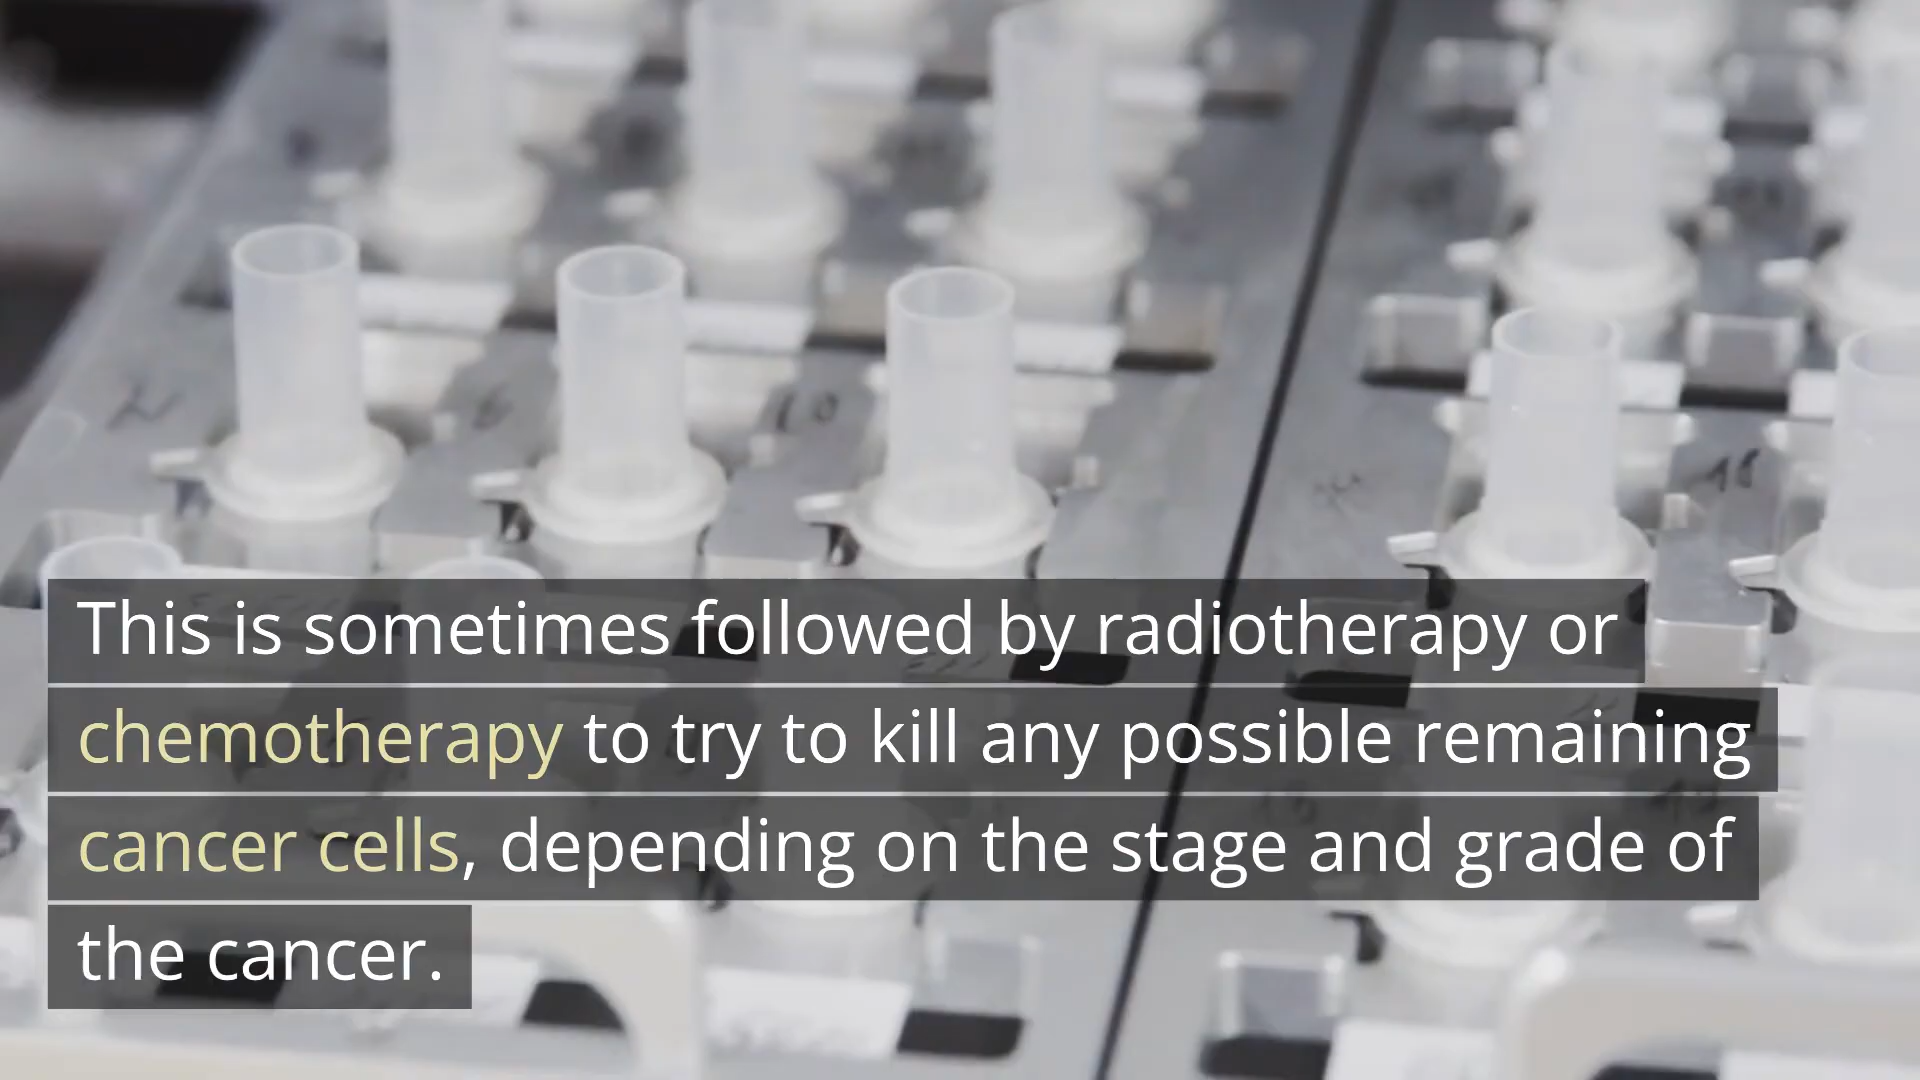 This is sometimes followed by radiotherapy or
chemotherapy to try to kill any possible remaining
cancer cells, depending on the stage and grade of
the cancer.